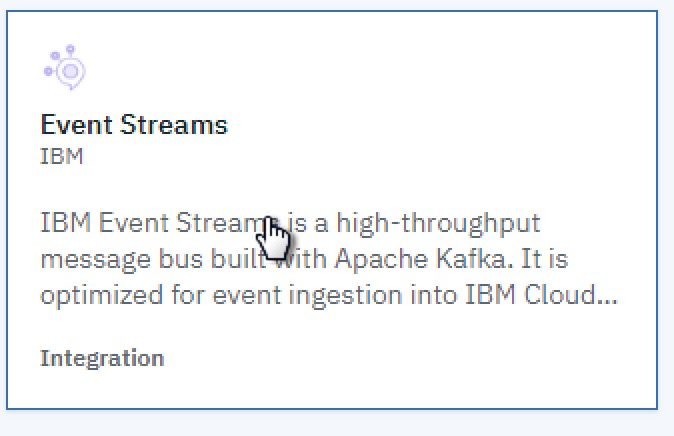 Event Streams
IBM
IBM Event Streams is a high-throughput
message bus built with Apache Kafka. It is
optimized for event ingestion into IBM Cloud...
Integration